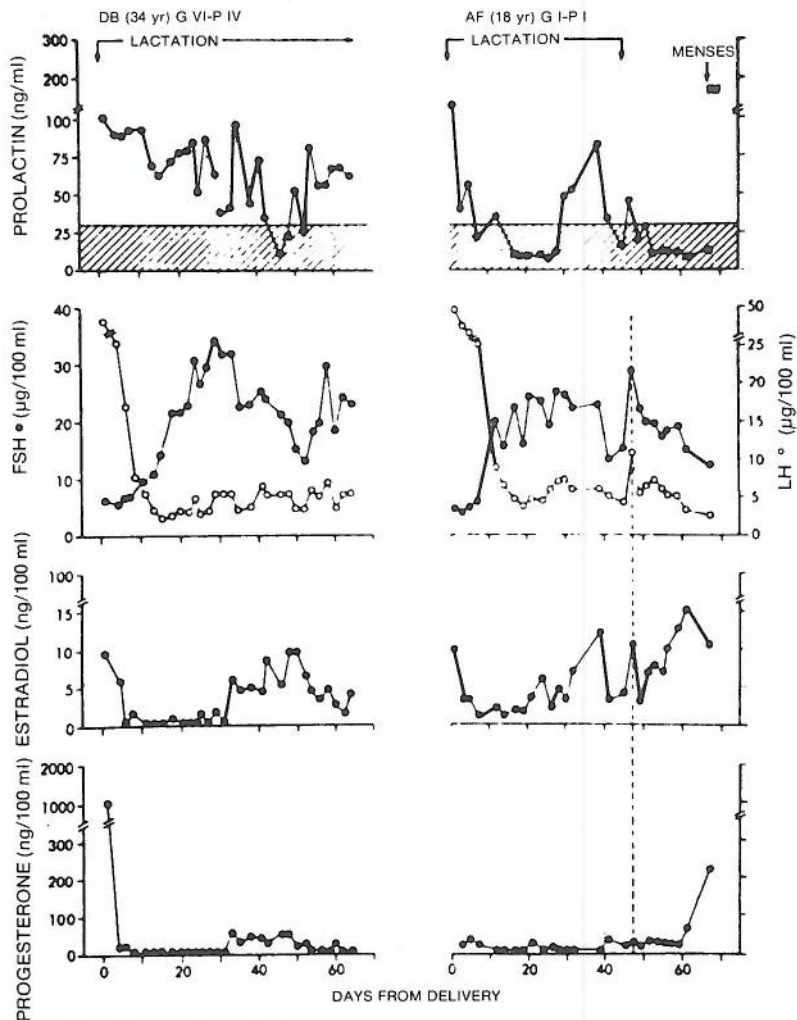 DB (34 yr) G VI-P IV
AF (18 yr) G I-P I
LACTATION
LACTATION
MENSES
PROLACTIN (ng/ml)
300
200
100
75
50
25
0
FSH ● (µg/100 ml)
40
30
20
10
0
50
25
20
15
10
5
0
LH ○ (µg/100 ml)
ESTRADIOL (ng/100 ml)
100
15
10
5
0
PROGESTERONE (ng/100 ml)
2000
1000
300
200
100
0
0 20 40 60
0 20 40 60
DAYS FROM DELIVERY